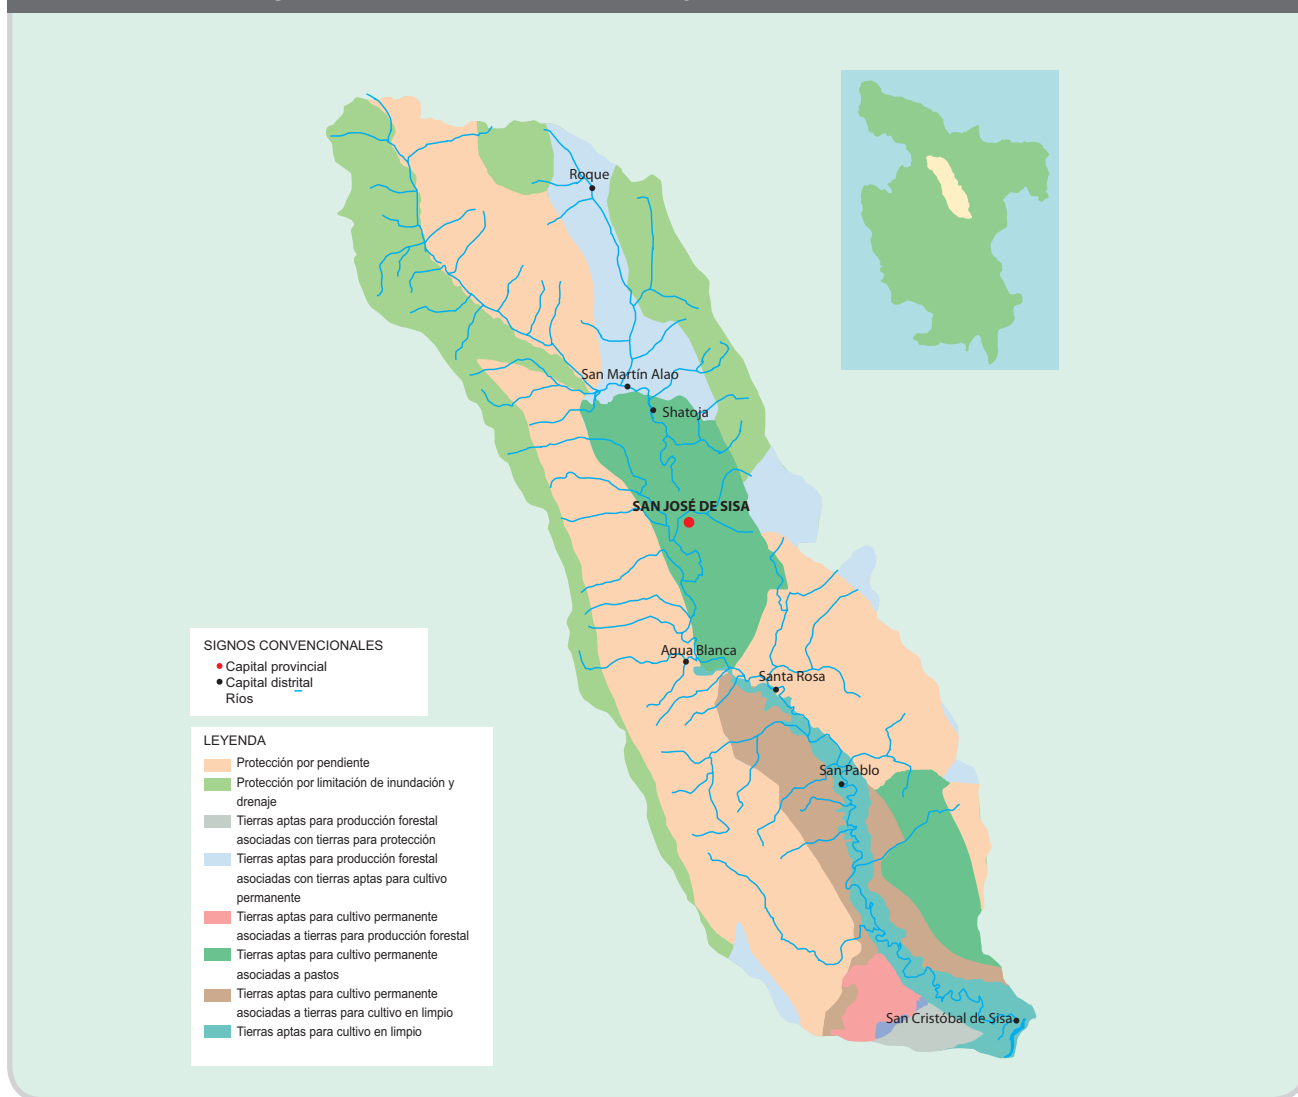 Roque
San Martín Alao
Shatoja
SAN JOSÉ DE SISA
Agua Blanca
Santa Rosa
San Pablo
San Cristóbal de Sisa
SIGNOS CONVENCIONALES
Capital provincial
Capital distrital
Ríos
LEYENDA
Protección por pendiente
Protección por limitación de inundación y
drenaje
Tierras aptas para producción forestal
asociadas con tierras para protección
Tierras aptas para producción forestal
asociadas con tierras aptas para cultivo
permanente
Tierras aptas para cultivo permanente
asociadas a tierras para producción forestal
Tierras aptas para cultivo permanente
asociadas a pastos
Tierras aptas para cultivo permanente
asociadas a tierras para cultivo en limpio
Tierras aptas para cultivo en limpio